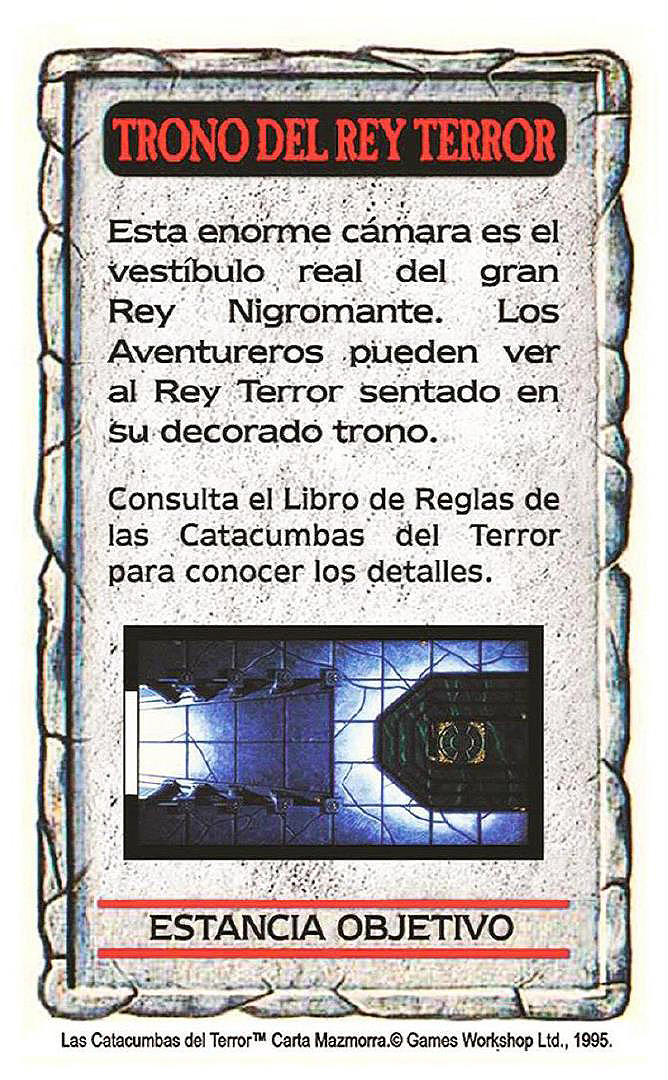 TRONO DEL REY TERROR
Esta enorme cámara es el
vestíbulo real del gran
Rey Nigromante. Los
Aventureros pueden ver
al Rey Terror sentado en
su decorado trono.
Consulta el Libro de Reglas de
las Catacumbas del Terror
para conocer los detalles.
ESTANCIA OBJETIVO
Las Catacumbas del Terror™ Carta Mazmorra.© Games Workshop Ltd., 1995.